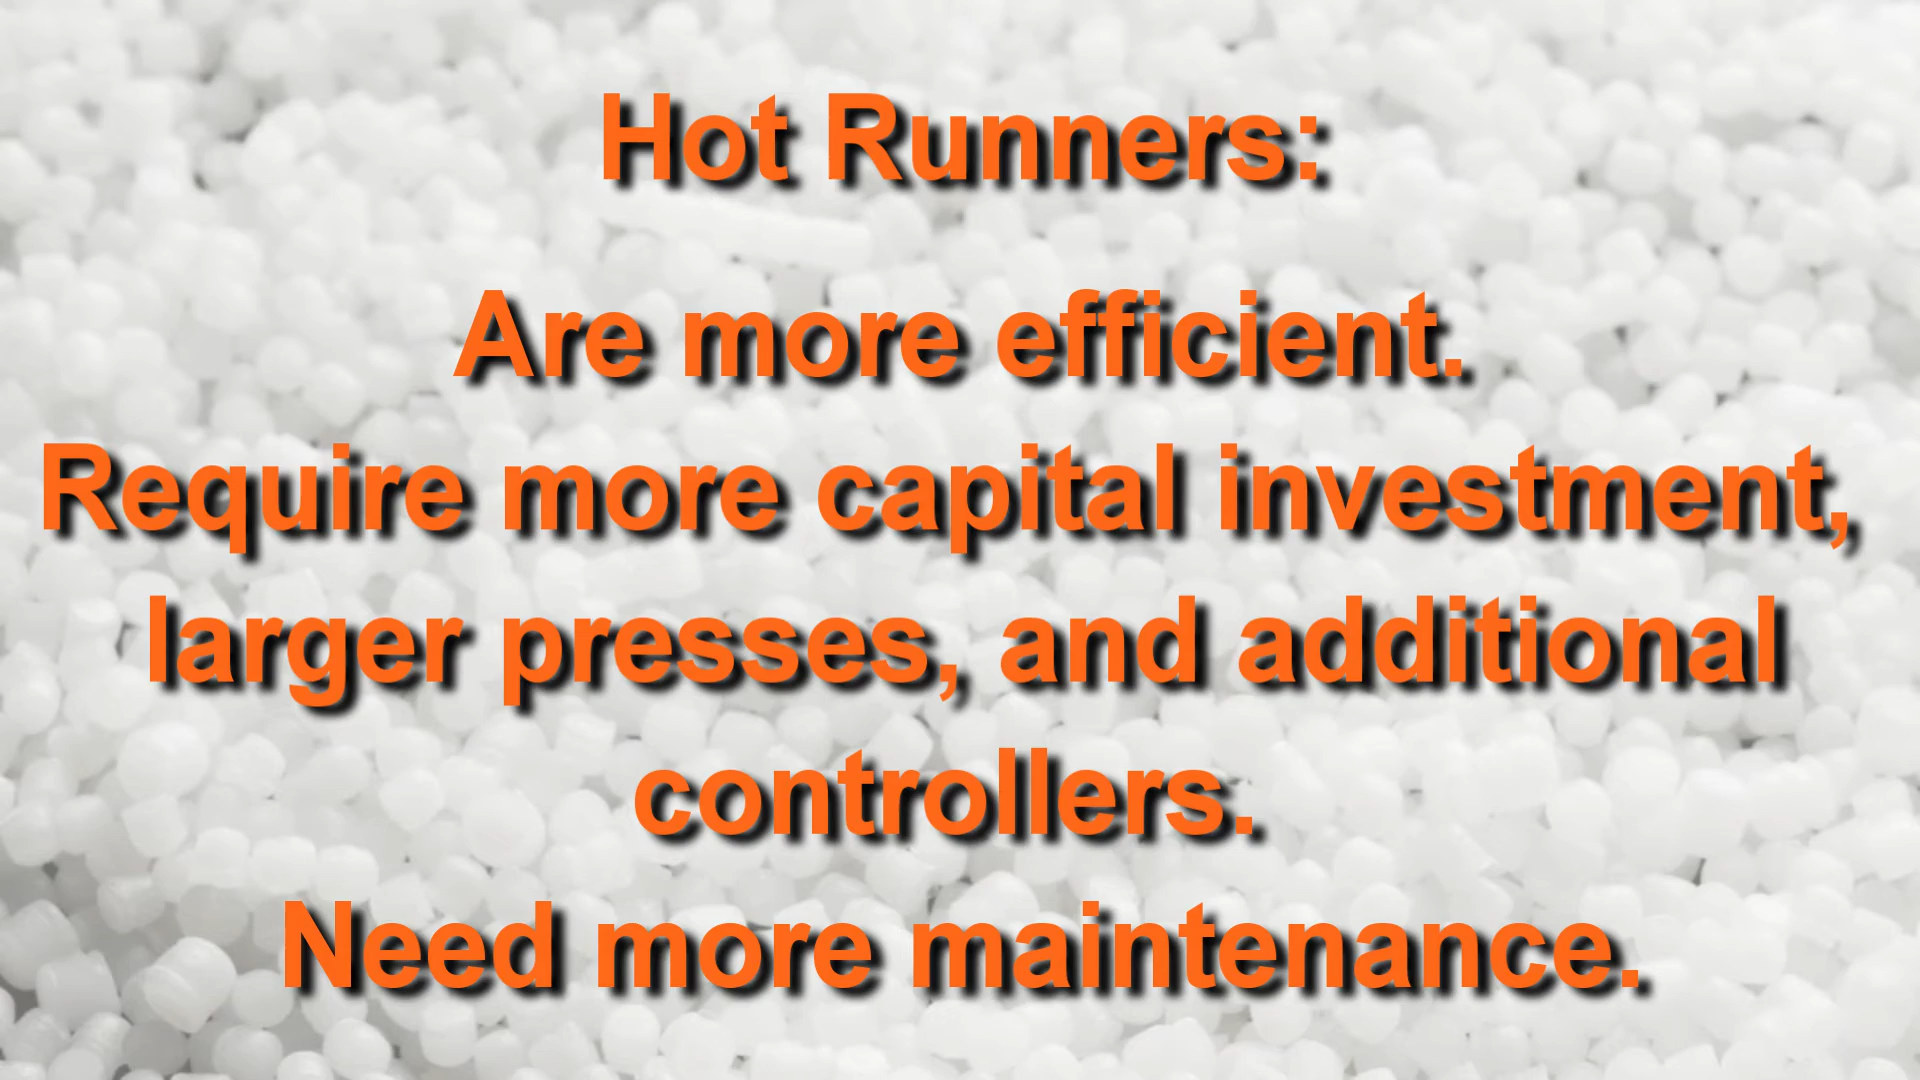 Hot Runners:
Are more efficient.
Require more capital investment,
larger presses, and additional
controllers.
Need more maintenance.